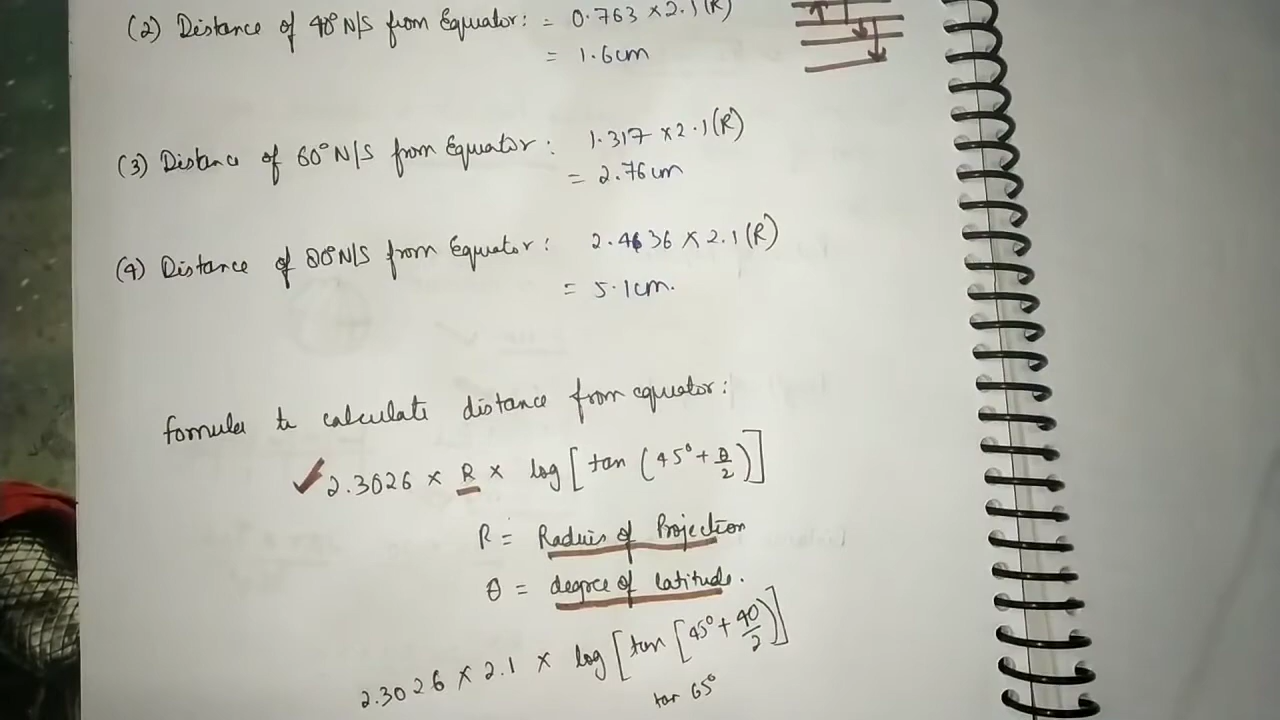 (2) Distance of 40° N/S from Equator: = 0.763 × 2.1 (R)
= 1.6cm
(3) Distance of 60° N/S from Equator: 1.317 × 2.1 (R)
= 2.76cm
(4) Distance of 80° N/S from Equator: 2.4636 × 2.1 (R)
= 5.1cm.
formula to calculate distance from equator:
✓ 2.3026 × R × log [tan (45° + θ/2)]
R = Radius of Projection
θ = degree of latitude.
2.3026 × 2.1 × log [tan [45° + 40/2)]
tan 65°